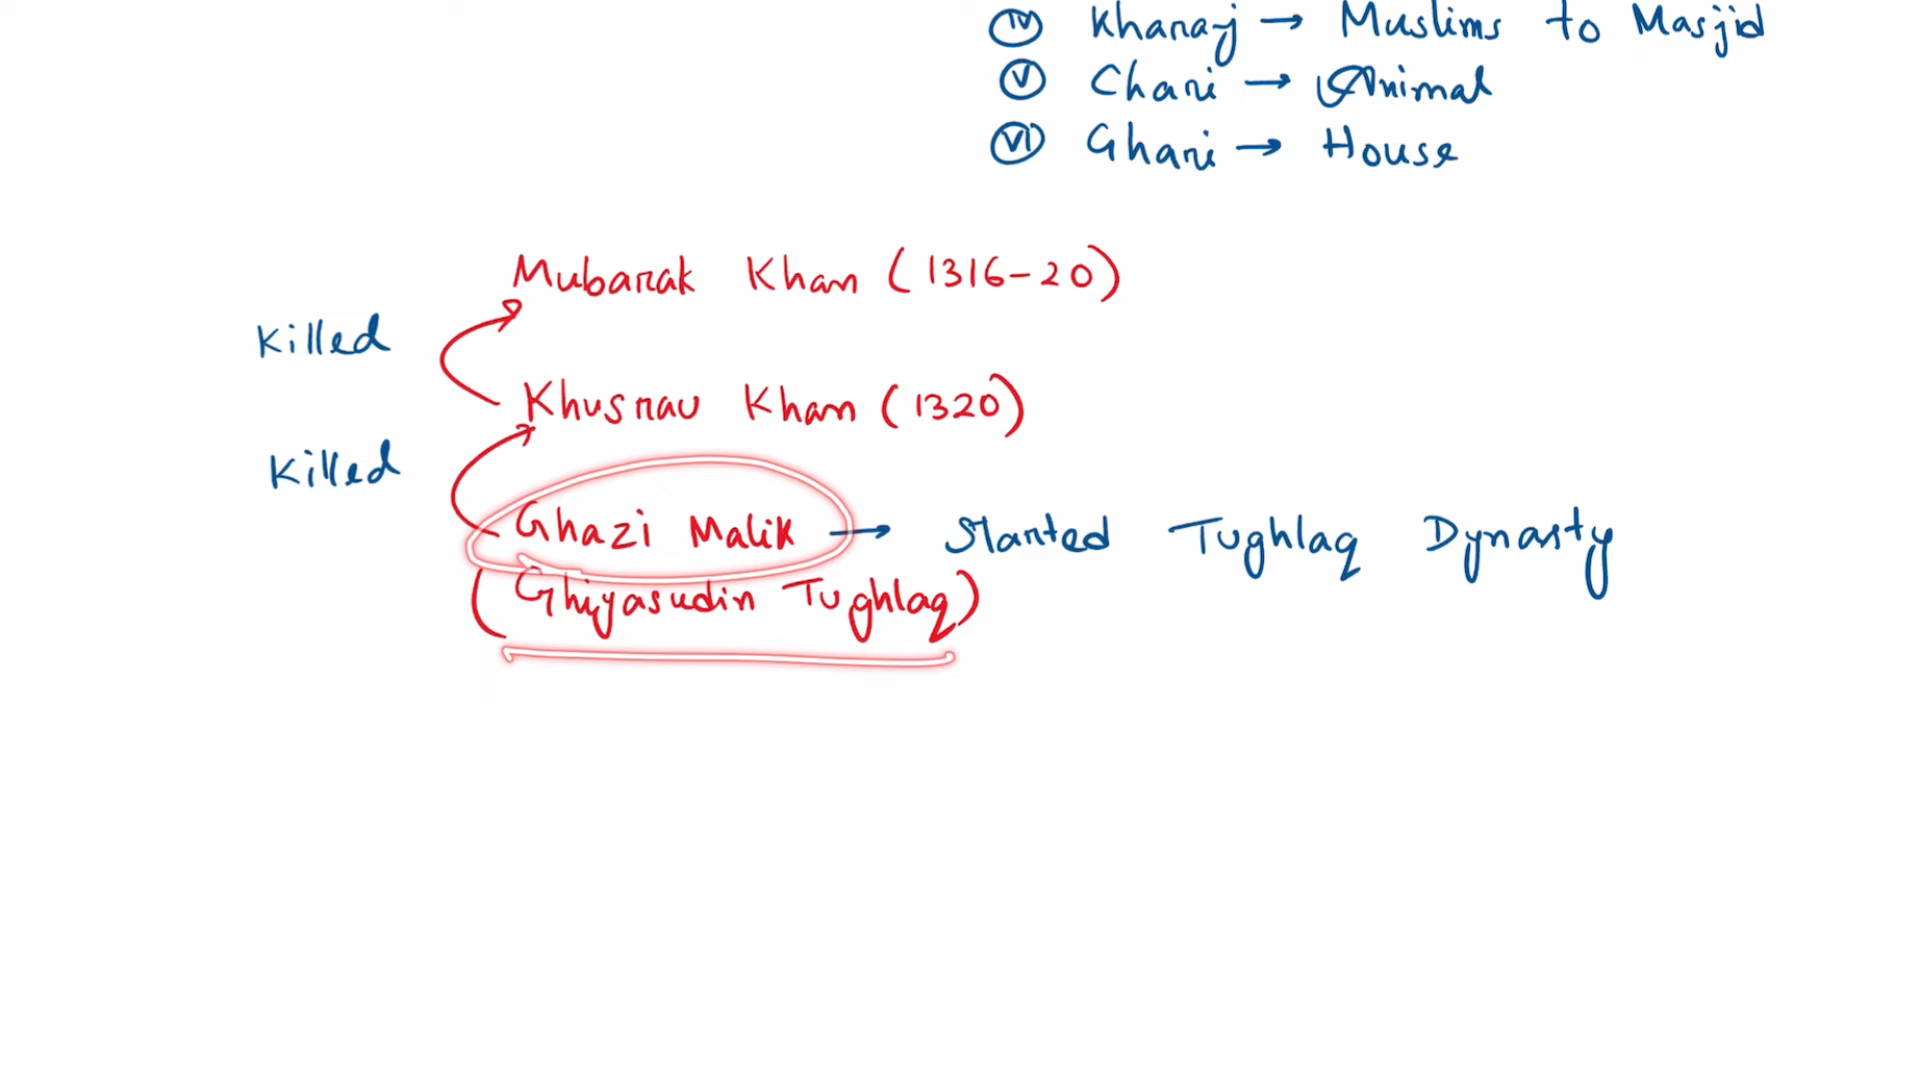 (iv) Kharaj → Muslims to Masjid
(v) Chari → Animal
(vi) Ghari → House
Mubarak Khan (1316-20)
Killed
Khusrau Khan (1320)
Killed
Ghazi Malik → Started Tughlaq Dynasty
(Ghiyasudin Tughlaq)